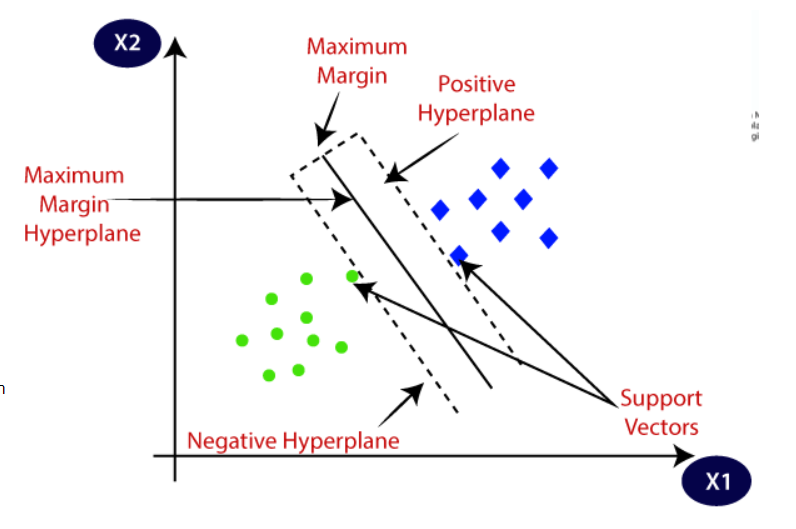 X2
Maximum
Margin
Positive
Hyperplane
Maximum
Margin
Hyperplane
Support
Vectors
Negative Hyperplane
X1